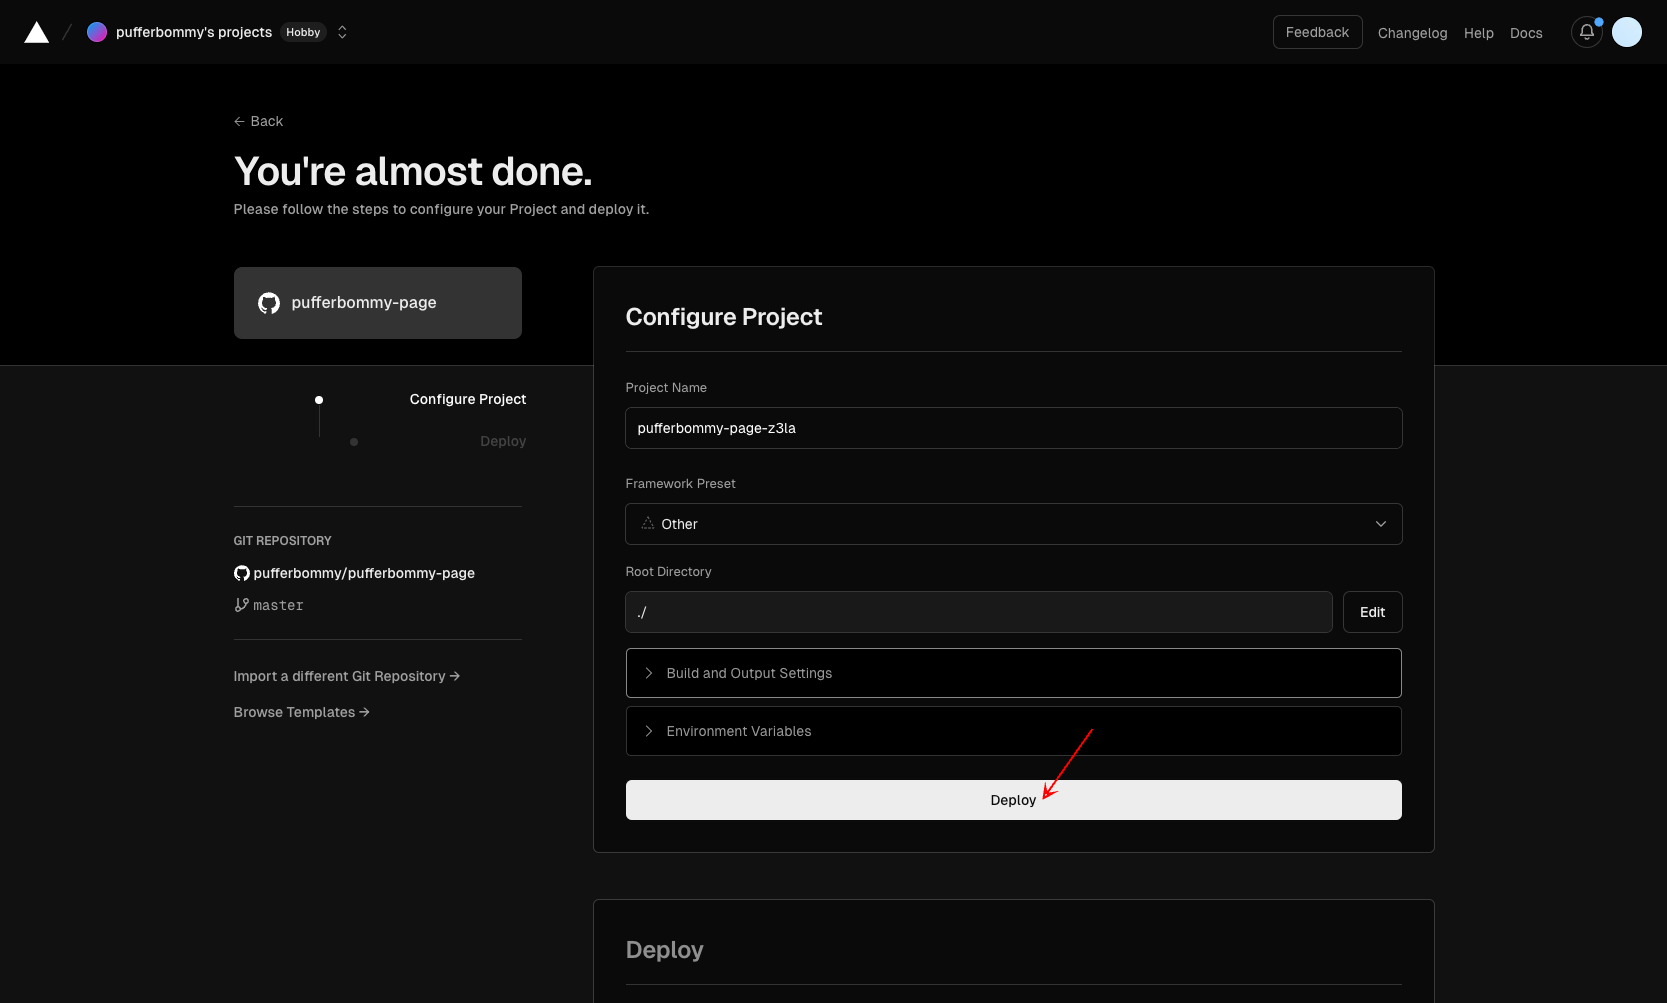 pufferbommy's projects Hobby
Feedback Changelog Help Docs
← Back
You're almost done.
Please follow the steps to configure your Project and deploy it.
pufferbommy-page
Configure Project
Deploy
GIT REPOSITORY
pufferbommy/pufferbommy-page
master
Import a different Git Repository →
Browse Templates →
Configure Project
Project Name
pufferbommy-page-z3la
Framework Preset
Other
Root Directory
./ Edit
Build and Output Settings
Environment Variables
Deploy
Deploy